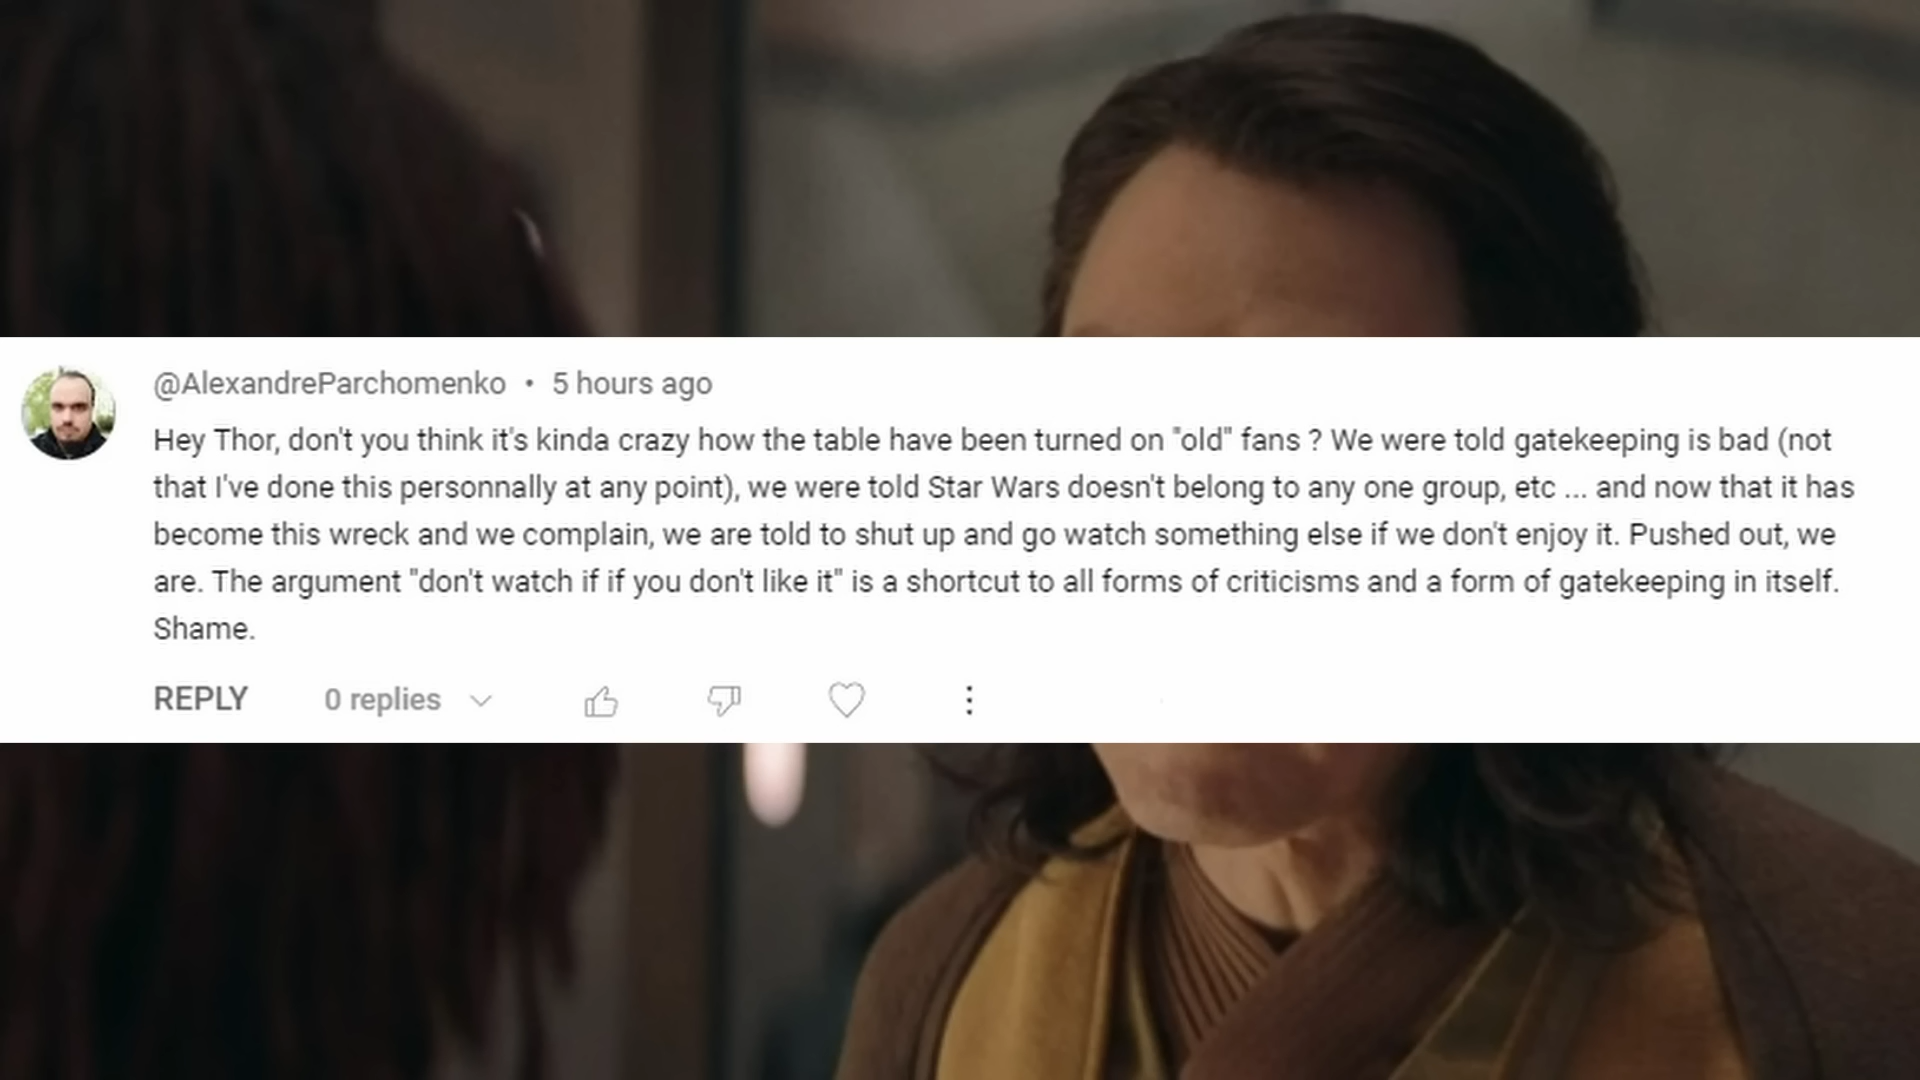 @AlexandreParchomenko • 5 hours ago
Hey Thor, don't you think it's kinda crazy how the table have been turned on "old" fans ? We were told gatekeeping is bad (not
that I've done this personnally at any point), we were told Star Wars doesn't belong to any one group, etc ... and now that it has
become this wreck and we complain, we are told to shut up and go watch something else if we don't enjoy it. Pushed out, we
are. The argument "don't watch if if you don't like it" is a shortcut to all forms of criticisms and a form of gatekeeping in itself.
Shame.
REPLY 0 replies